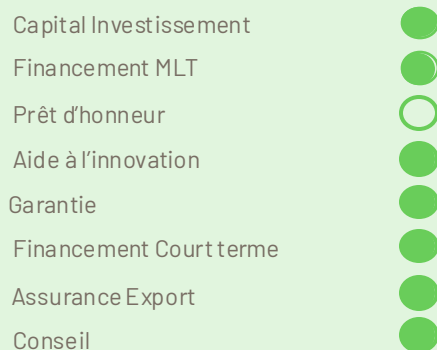 Capital Investissement
Financement MLT
Prêt d'honneur
Aide à l'innovation
Garantie
Financement Court terme
Assurance Export
Conseil